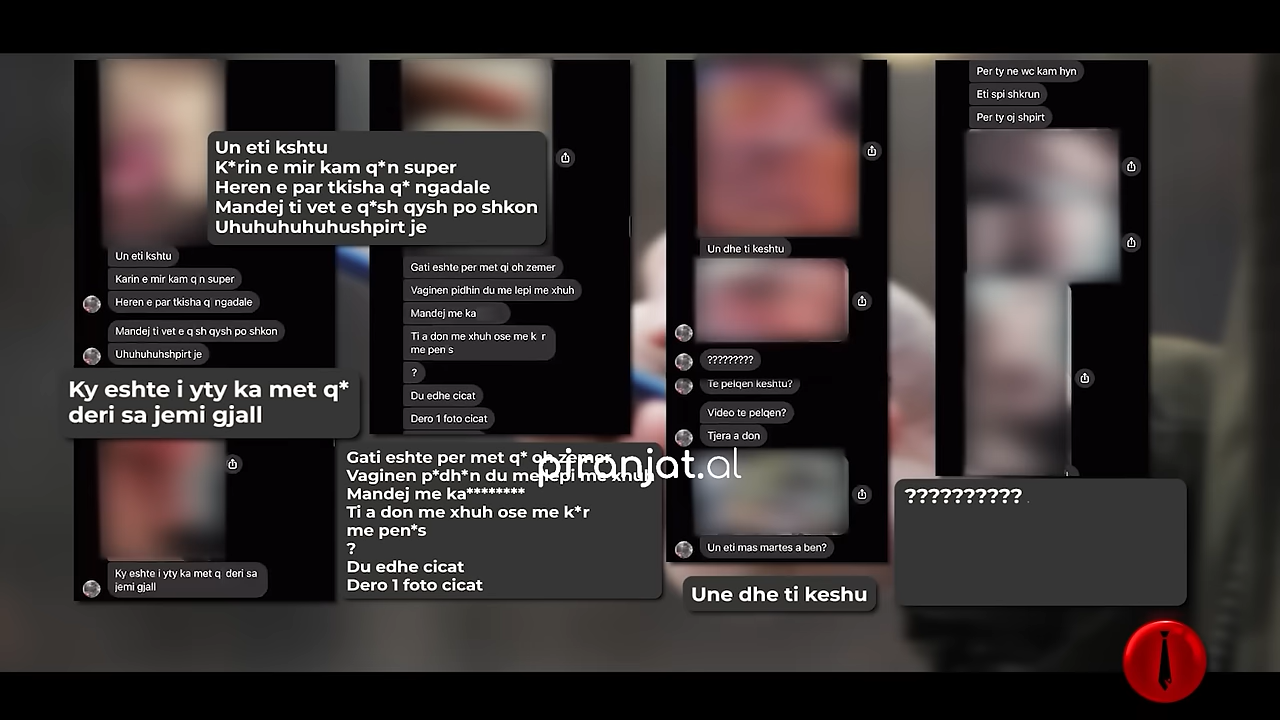 Un eti kshtu
K*rin e mir kam q*n super
Heren e par tkisha q* ngadale
Mandej ti vet e q*sh qysh po shkon
Uhuhuhuhuhushpirt je
Un eti kshtu
Karin e mir kam q n super
Heren e par tkisha q ngadale
Mandej ti vet e q sh qysh po shkon
Uhuhuhuhshpirt je
Ky eshte i yty ka met q*
deri sa jemi gjall
Ky eshte i yty ka met q deri sa
jemi gjall
Gati eshte per met qi oh zemer
Vaginen pidhin du me lepi me xhuh
Mandej me ka
Ti a don me xhuh ose me k r
me pen s
?
Du edhe cicat
Dero 1 foto cicat
Gati eshte per met q* oh zemer
Vaginen p*dh*n du me lepi me xhuh
Mandej me ka********
Ti a don me xhuh ose me k*r
me pen*s
?
Du edhe cicat
Dero 1 foto cicat
piranjat.al
Un dhe ti keshtu
?????????
Te pelqen keshtu?
Video te pelqen?
Tjera a don
Un eti mas martes a ben?
Une dhe ti keshu
Per ty ne wc kam hyn
Eti spi shkrun
Per ty oj shpirt
??????????